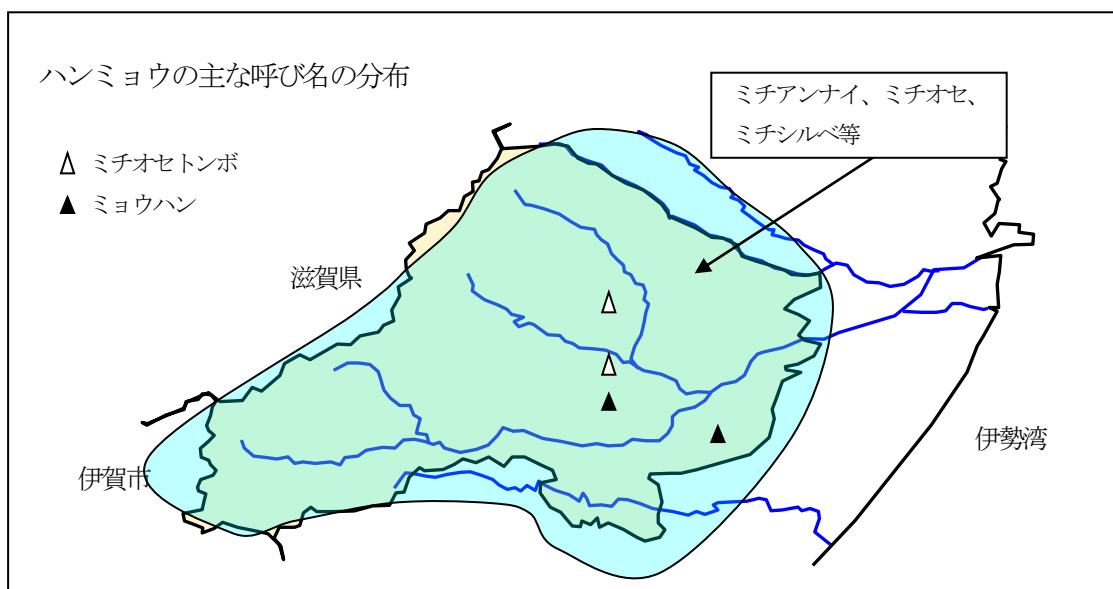 ハンミョウの主な呼び名の分布
ミチアンナイ、ミチオセ、
ミチシルベ等
ミチオセトンボ
ミョウハン
滋賀県
伊勢湾
伊賀市